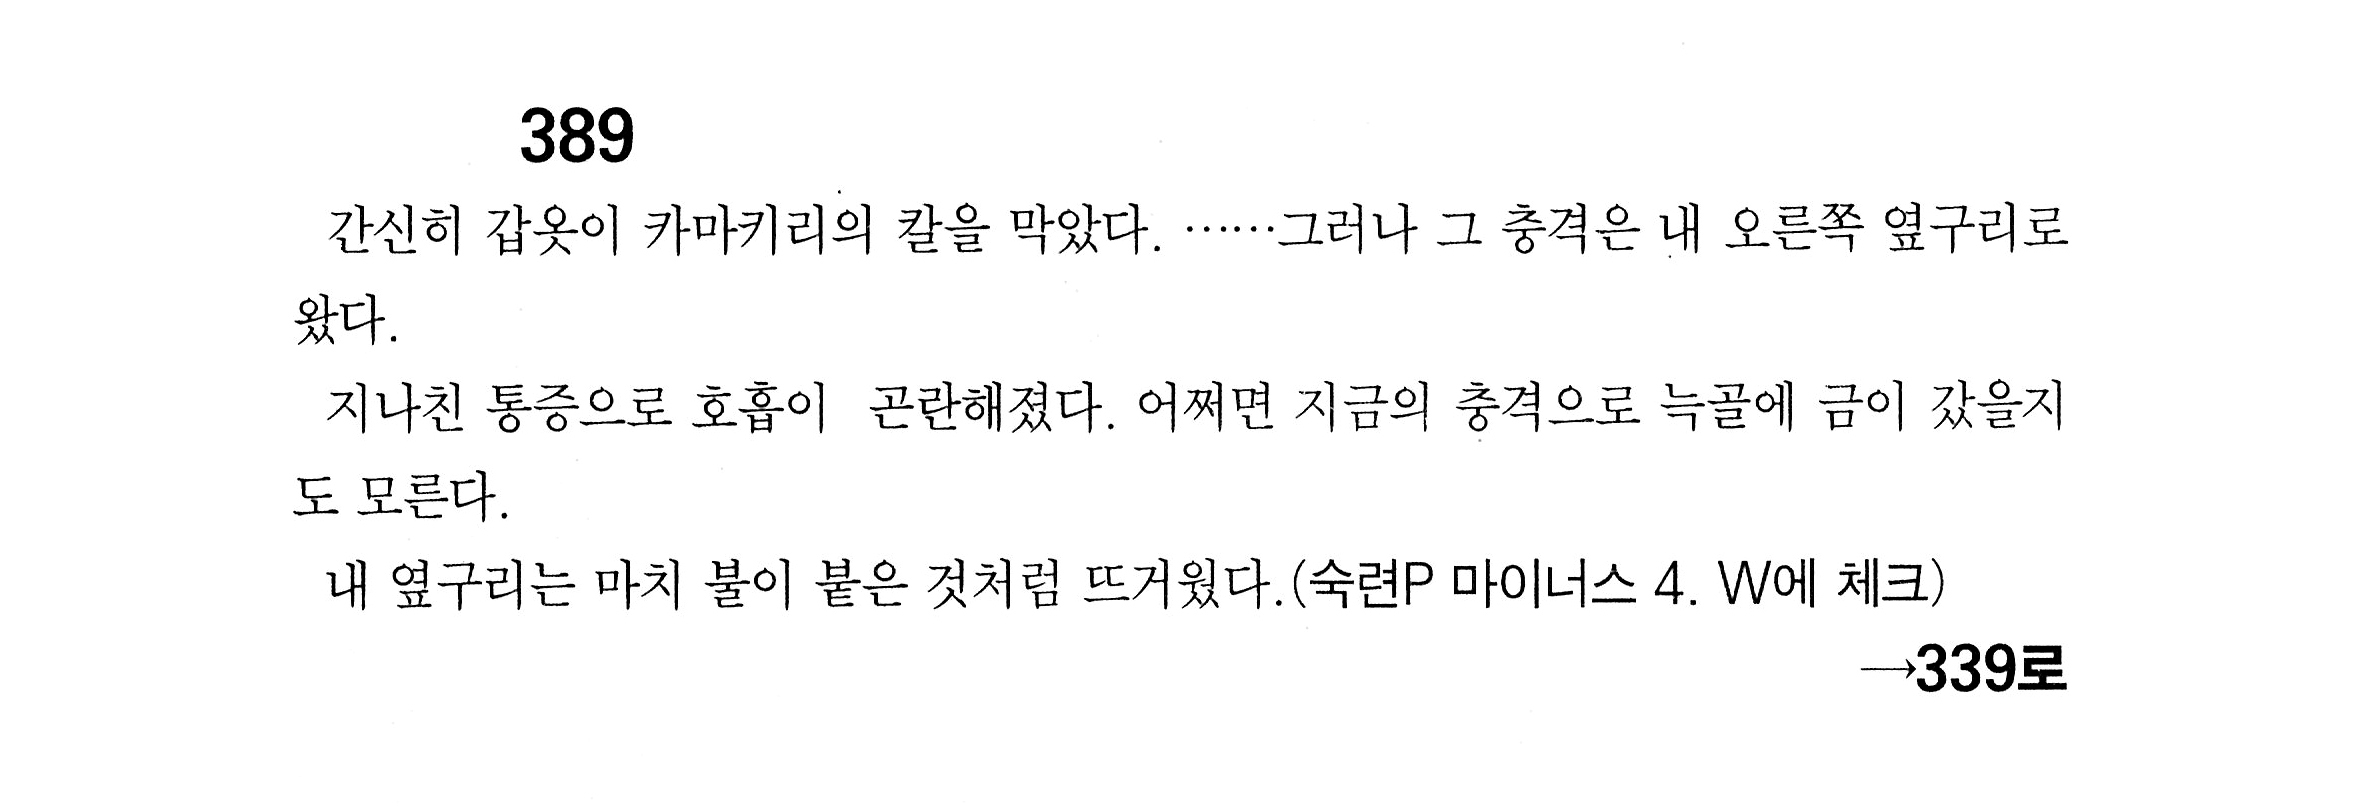 389
간신히 갑옷이 카마키리의 칼을 막았다. ……그러나 그 충격은 내 오른쪽 옆구리로
왔다.
지나친 통증으로 호흡이 곤란해졌다. 어쩌면 지금의 충격으로 늑골에 금이 갔을지
도 모른다.
내 옆구리는 마치 불이 붙은 것처럼 뜨거웠다.(숙련P 마이너스 4. W에 체크)
→339로